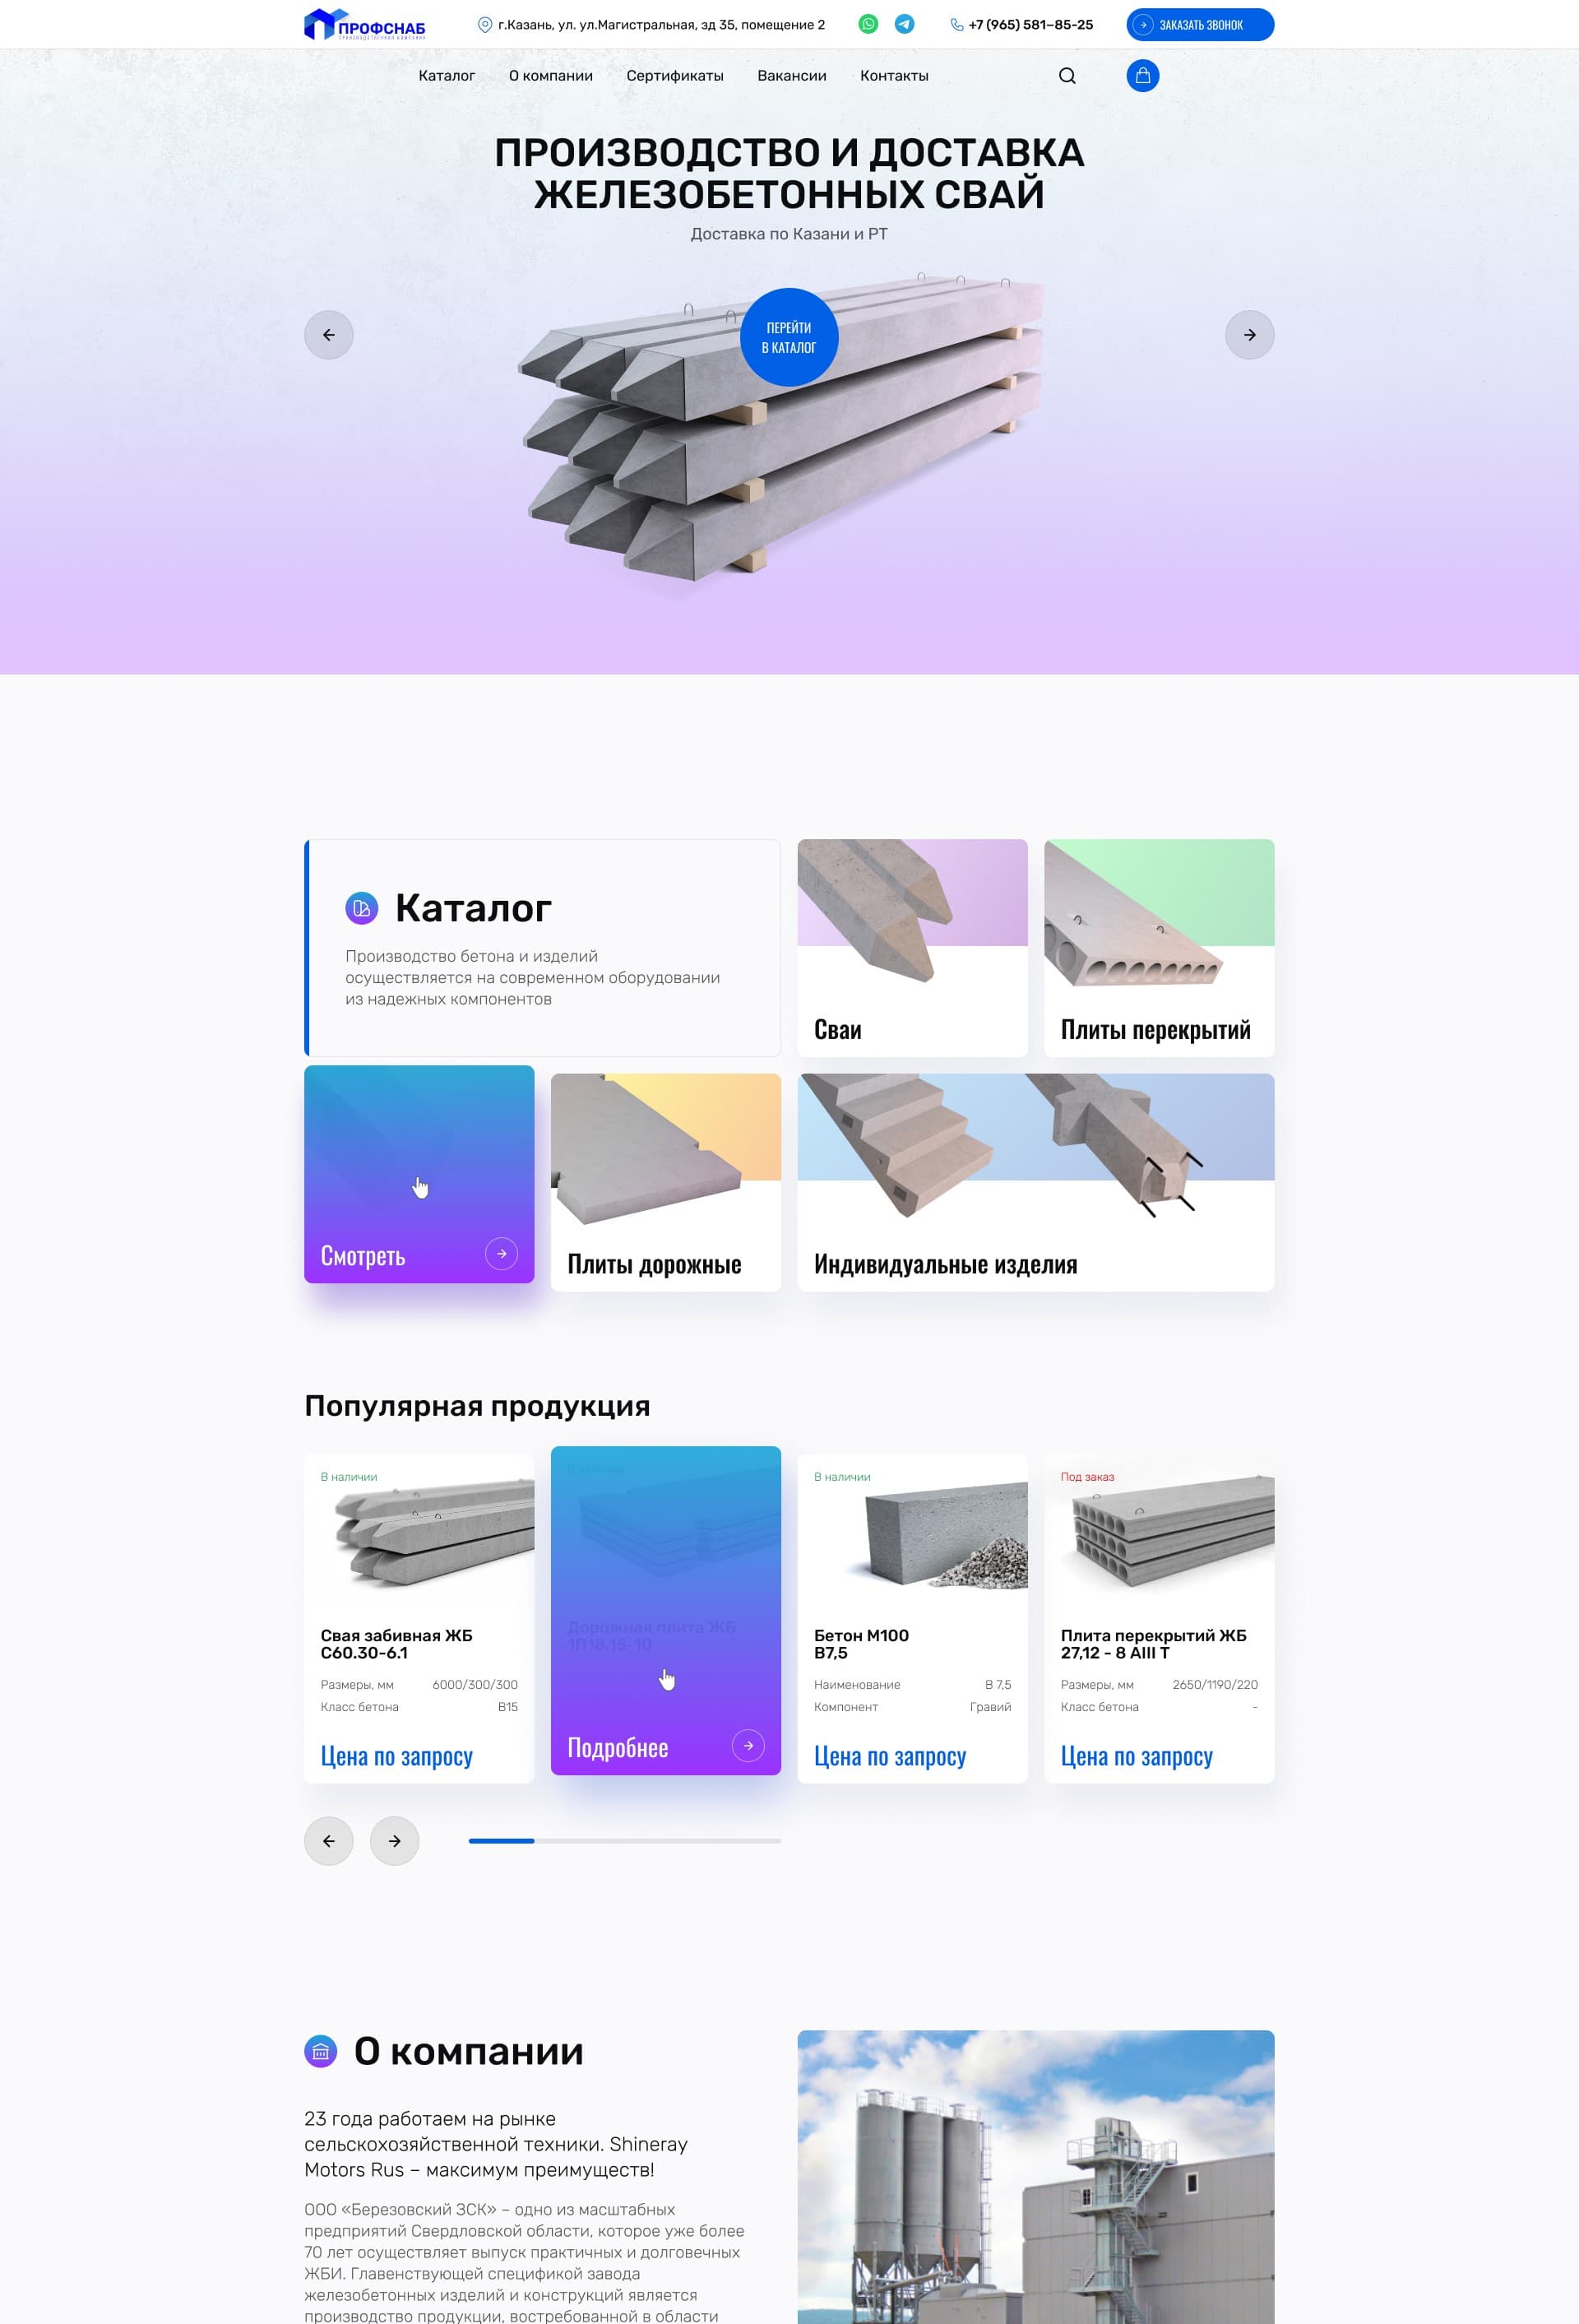 ПРОФСНАБ
ПРОИЗВОДСТВЕННАЯ КОМПАНИЯ
г.Казань, ул. ул.Магистральная, зд 35, помещение 2
+7 (965) 581–85-25
ЗАКАЗАТЬ ЗВОНОК
Каталог
О компании
Сертификаты
Вакансии
Контакты
ПРОИЗВОДСТВО И ДОСТАВКА
ЖЕЛЕЗОБЕТОННЫХ СВАЙ
Доставка по Казани и РТ
ПЕРЕЙТИ
В КАТАЛОГ
Каталог
Производство бетона и изделий
осуществляется на современном оборудовании
из надежных компонентов
Сваи
Плиты перекрытий
Смотреть
Плиты дорожные
Индивидуальные изделия
Популярная продукция
В наличии
Свая забивная ЖБ
С60.30-6.1
Размеры, мм 6000/300/300
Класс бетона B15
Цена по запросу
В наличии
Дорожная плита ЖБ
1П18.15-10
Подробнее
В наличии
Бетон М100
В7,5
Наименование В 7,5
Компонент Гравий
Цена по запросу
Под заказ
Плита перекрытий ЖБ
27,12 - 8 АIII Т
Размеры, мм 2650/1190/220
Класс бетона -
Цена по запросу
О компании
23 года работаем на рынке
сельскохозяйственной техники. Shineray
Motors Rus – максимум преимуществ!
ООО «Березовский ЗСК» – одно из масштабных
предприятий Свердловской области, которое уже более
70 лет осуществляет выпуск практичных и долговечных
ЖБИ. Главенствующей спецификой завода
железобетонных изделий и конструкций является
производство продукции, востребованной в области